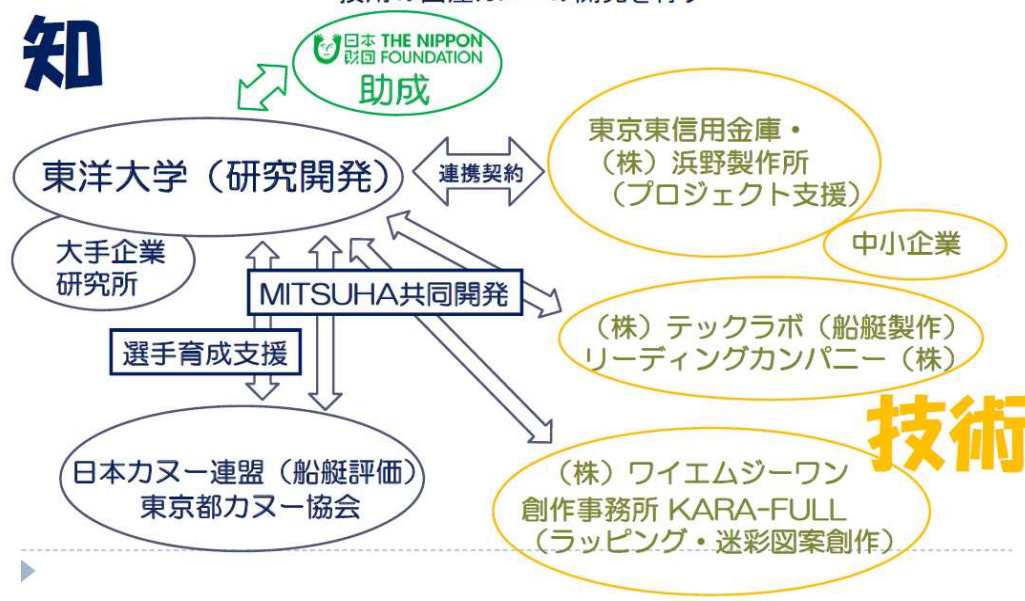 知
日本 THE NIPPON
財団 FOUNDATION
助成
東洋大学（研究開発）
連携契約
東京東信用金庫・
（株）浜野製作所
（プロジェクト支援）
中小企業
大手企業
研究所
MITSUHA共同開発
選手育成支援
（株）テックラボ（船艇製作）
リーディングカンパニー（株）
技術
日本カヌー連盟（船艇評価）
東京都カヌー協会
（株）ワイエムジーワン
創作事務所 KARA-FULL
（ラッピング・迷彩図案創作）